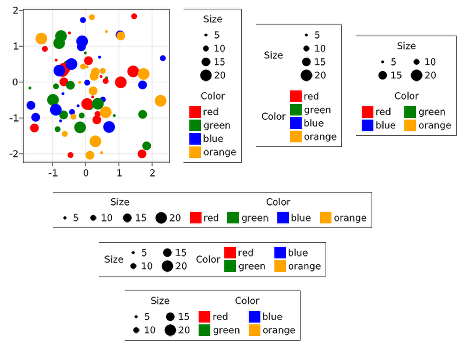 2
1
0
-1
-2
-1 0 1 2
Size
5
10
15
20
Color
red
green
blue
orange
Size
5
10
15
20
Color
red
green
blue
orange
Size
5 10
15 20
Color
red green
blue orange
Size Color
5 10 15 20 red green blue orange
Size 5 15 Color red blue
10 20 green orange
Size Color
5 15 red blue
10 20 green orange